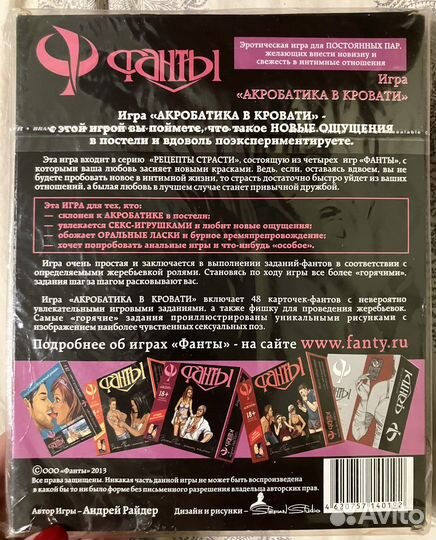 ФАНТЫ
Эротическая игра для ПОСТОЯННЫХ ПАР,
желающих внести новизну и
свежесть в интимные отношения
Игра
«АКРОБАТИКА В КРОВАТИ»
Игра «АКРОБАТИКА В КРОВАТИ» -
с этой игрой вы поймете, что такое НОВЫЕ ОЩУЩЕНИЯ
в постели и вдоволь поэкспериментируете.
Эта игра входит в серию «РЕЦЕПТЫ СТРАСТИ», состоящую из четырех игр «ФАНТЫ», с
которыми ваша любовь засияет новыми красками. Ведь, если, оставаясь вдвоем, вы не
будете пробовать новое в интимной жизни, то страсть достаточно быстро уйдет из ваших
отношений, а былая любовь в лучшем случае станет привычной дружбой.
Эта ИГРА для тех, кто:
— склонен к АКРОБАТИКЕ в постели;
— увлекается СЕКС-ИГРУШКАМИ и любит новые ощущения;
— обожает ОРАЛЬНЫЕ ЛАСКИ и бурное времяпрепровождение;
— хочет попробовать анальные игры и что-нибудь «особое».
Игра очень простая и заключается в выполнении заданий-фантов в соответствии с
определяемыми жеребьевкой ролями. Становясь по ходу игры все более «горячими»,
задания шаг за шагом расковывают вас.
Игра «АКРОБАТИКА В КРОВАТИ» включает 48 карточек-фантов с невероятно
увлекательными игровыми заданиями, а также фишку для проведения жеребьевок.
Самые «горячие» задания проиллюстрированы уникальными рисунками с
изображением наиболее чувственных сексуальных поз.
Подробнее об играх «Фанты» - на сайте www.fanty.ru
ФАНТЫ
18+
ФАНТЫ
ФАНТЫ
18+
ФАНТЫ
© ООО «Фанты» 2013
Все права защищены. Никакая часть данной игры не может быть воспроизведена
в какой бы то ни было форме без письменного разрешения владельца авторских прав.
Автор Игры – Андрей Райдер
Дизайн и рисунки –
Eternal Studio
4 620757 140192
Avito